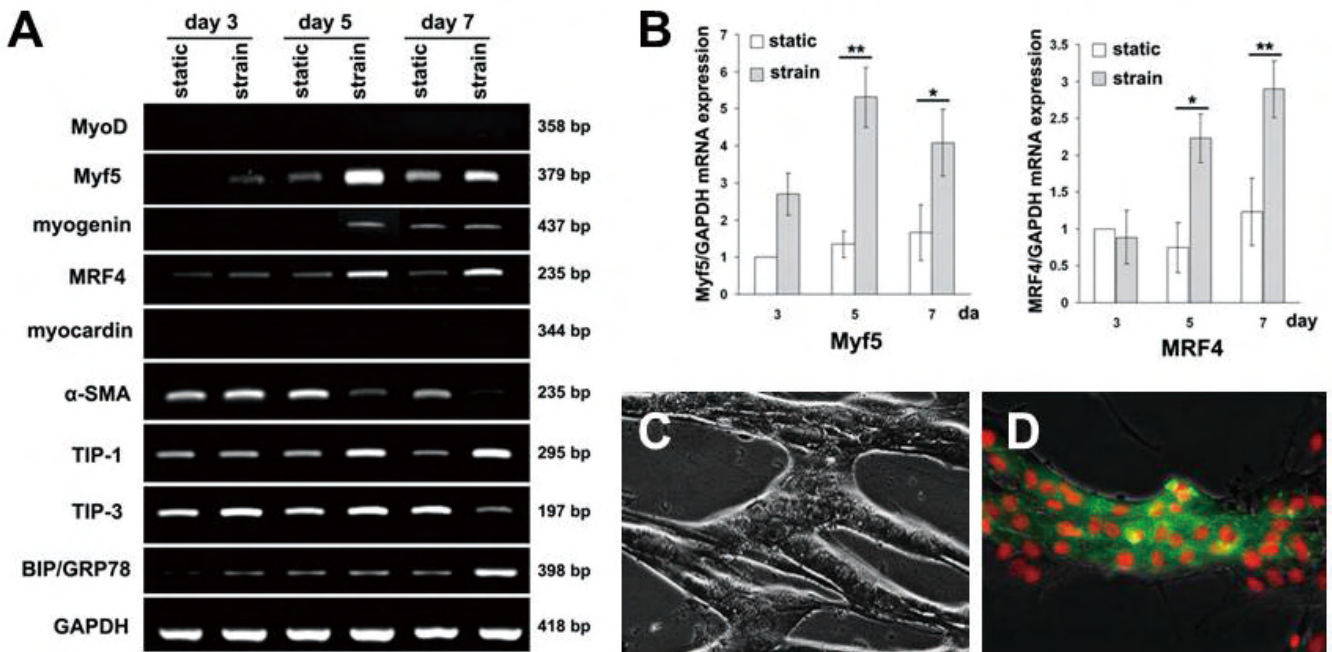 A
day 3 day 5 day 7
static strain static strain static strain
MyoD 358 bp
Myf5 379 bp
myogenin 437 bp
MRF4 235 bp
myocardin 344 bp
α-SMA 235 bp
TIP-1 295 bp
TIP-3 197 bp
BIP/GRP78 398 bp
GAPDH 418 bp
B
Myf5/GAPDH mRNA expression
7
6
5
4
3
2
1
0
static
strain
**
*
3 5 7 da
Myf5
MRF4/GAPDH mRNA expression
3.5
3
2.5
2
1.5
1
0.5
0
static
strain
*
**
3 5 7 day
MRF4
C
D